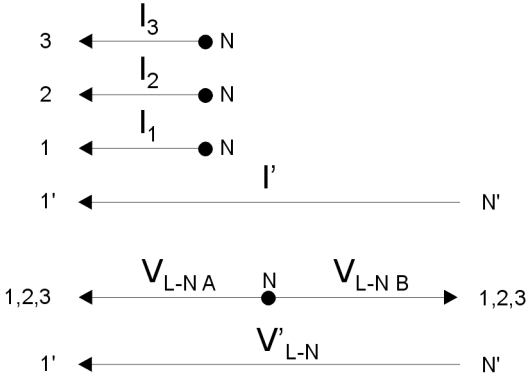 I3
3 N
I2
2 N
I1
1 N
I'
1' N'
VL-N A N VL-N B
1,2,3 1,2,3
V'L-N
1' N'